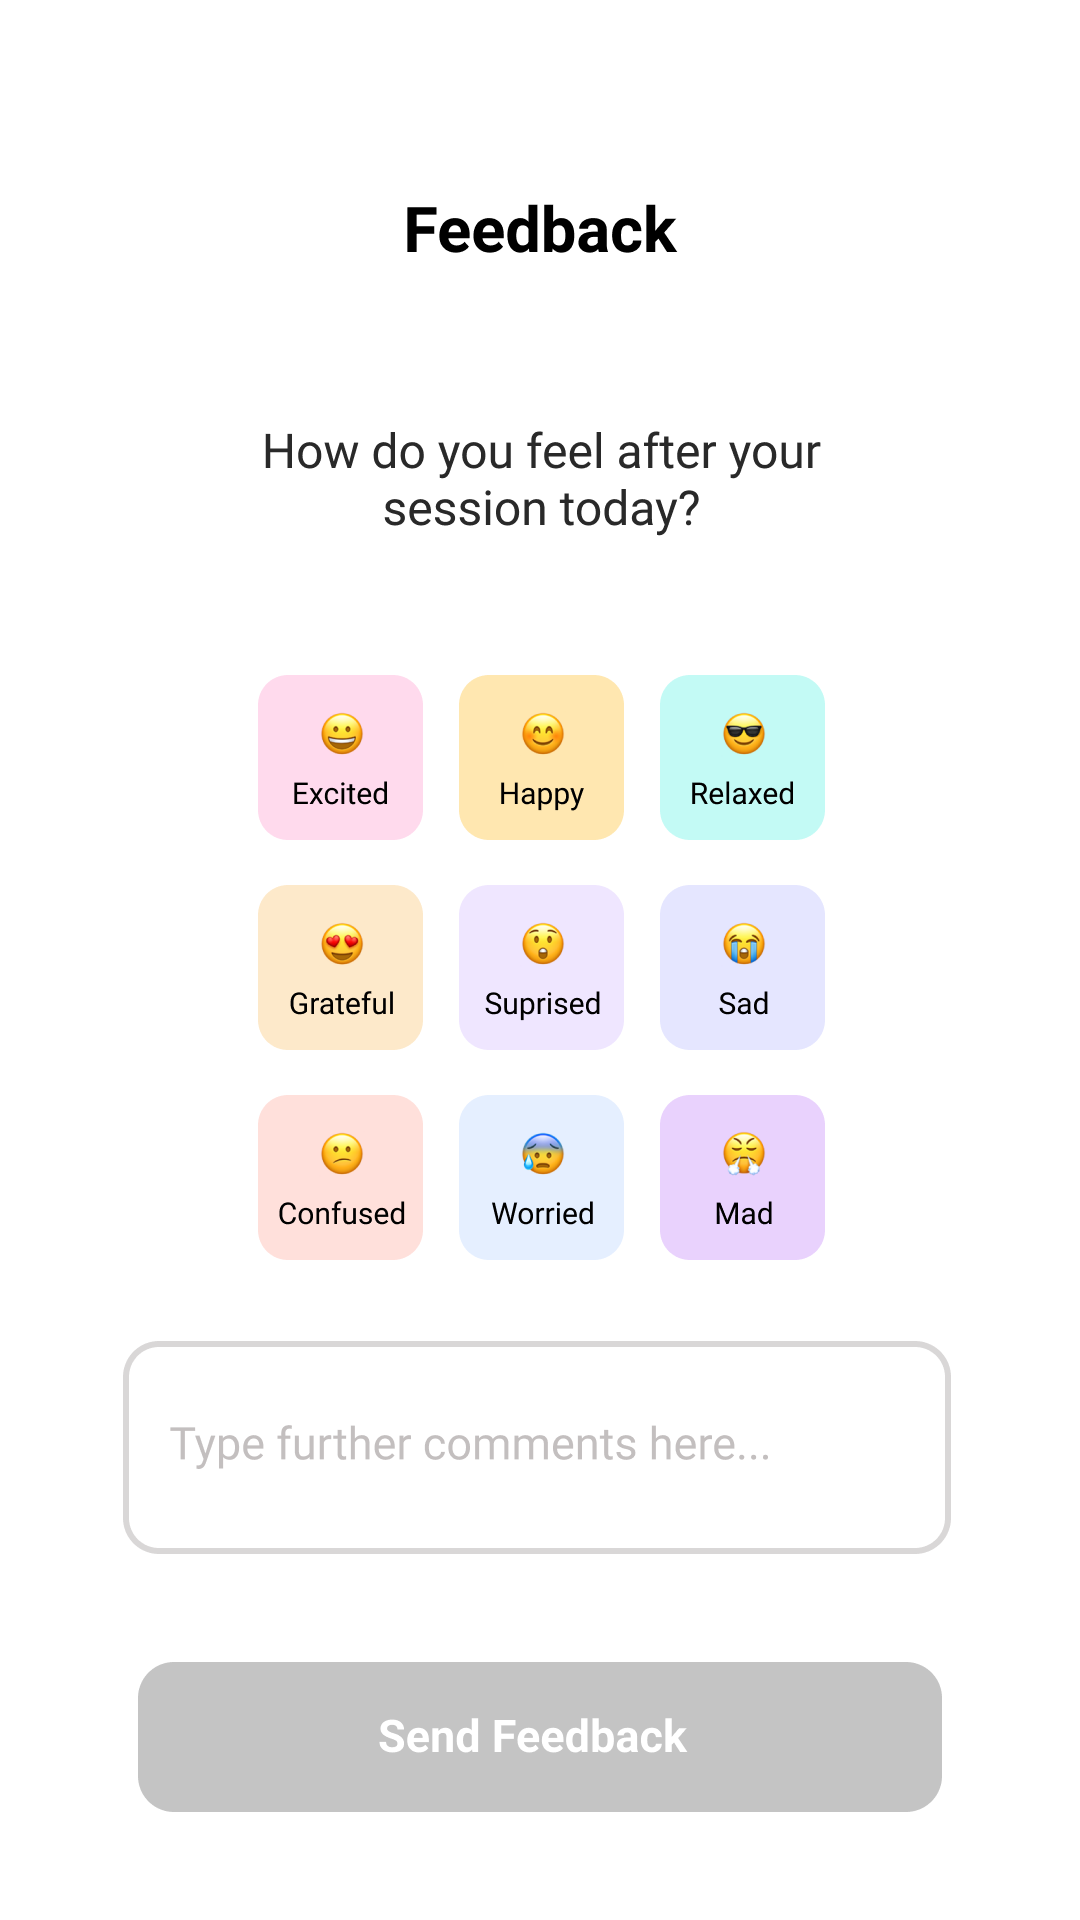 Feedback
How do you feel after your
session today?
Excited
Happy
Relaxed
Grateful
Suprised
Sad
Confused
Worried
Mad
Type further comments here...
Send Feedback